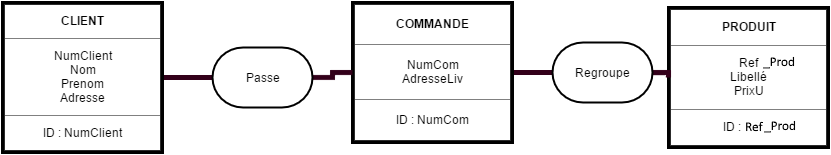 CLIENT
NumClient
Nom
Prenom
Adresse
ID : NumClient
Passe
COMMANDE
NumCom
AdresseLiv
ID : NumCom
Regroupe
PRODUIT
Ref _Prod
Libellé
PrixU
ID : Ref_Prod